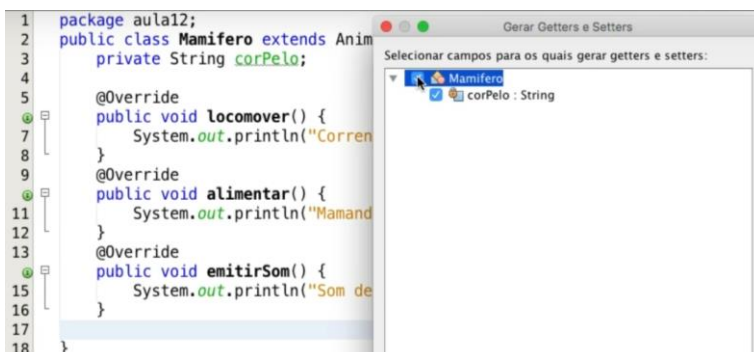 1 package aula12;
2 public class Mamifero extends Anim
3 private String corPelo;
4
5 @Override
public void locomover() {
7 System.out.println("Corren
8 }
9 @Override
public void alimentar() {
11 System.out.println("Mamand
12 }
13 @Override
public void emitirSom() {
15 System.out.println("Som de
16 }
17
18 }
Gerar Getters e Setters
Selecionar campos para os quais gerar getters e setters:
Mamifero
corPelo : String